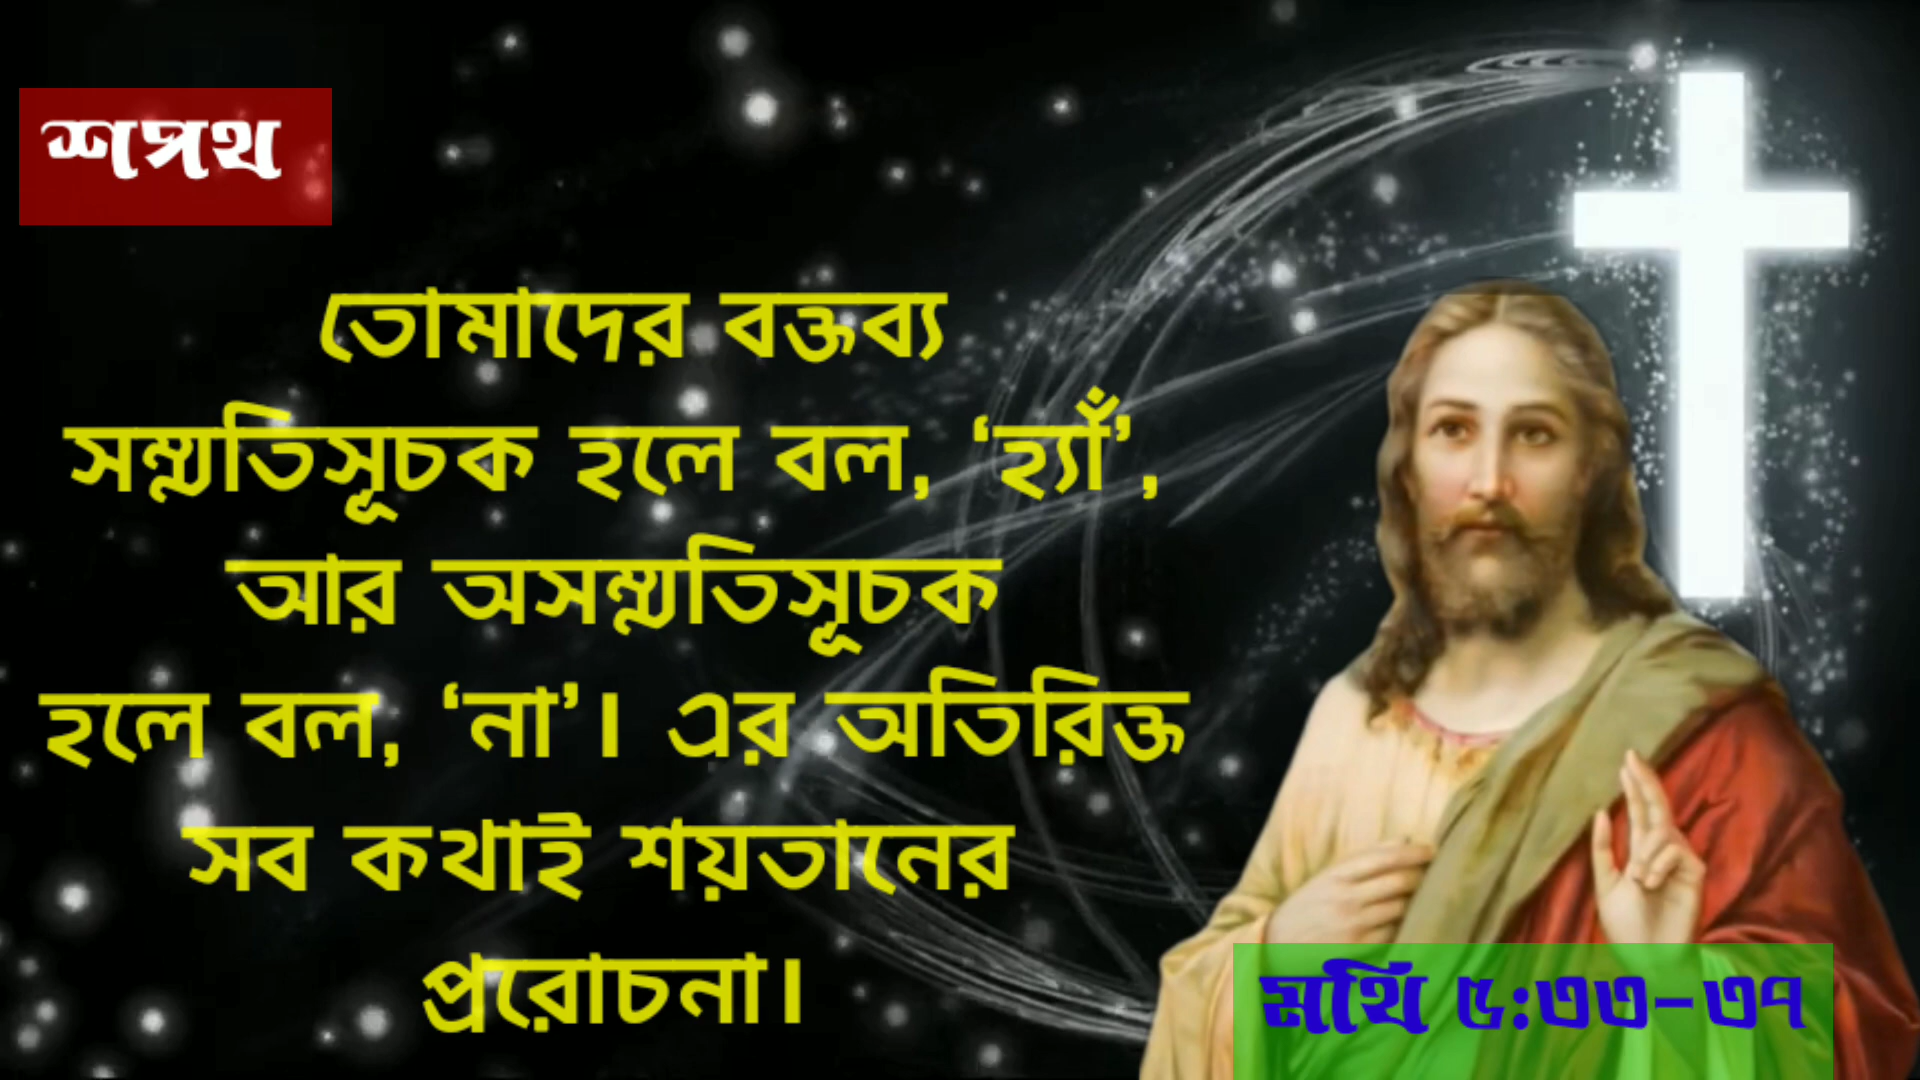 শপথ
তোমাদের বক্তব্য
সম্মতিসূচক হলে বল, ‘হ্যাঁ’,
আর অসম্মতিসূচক
হলে বল, ‘না’। এর অতিরিক্ত
সব কথাই শয়তানের
প্ররোচনা।
মথি ৫:৩৩-৩৭